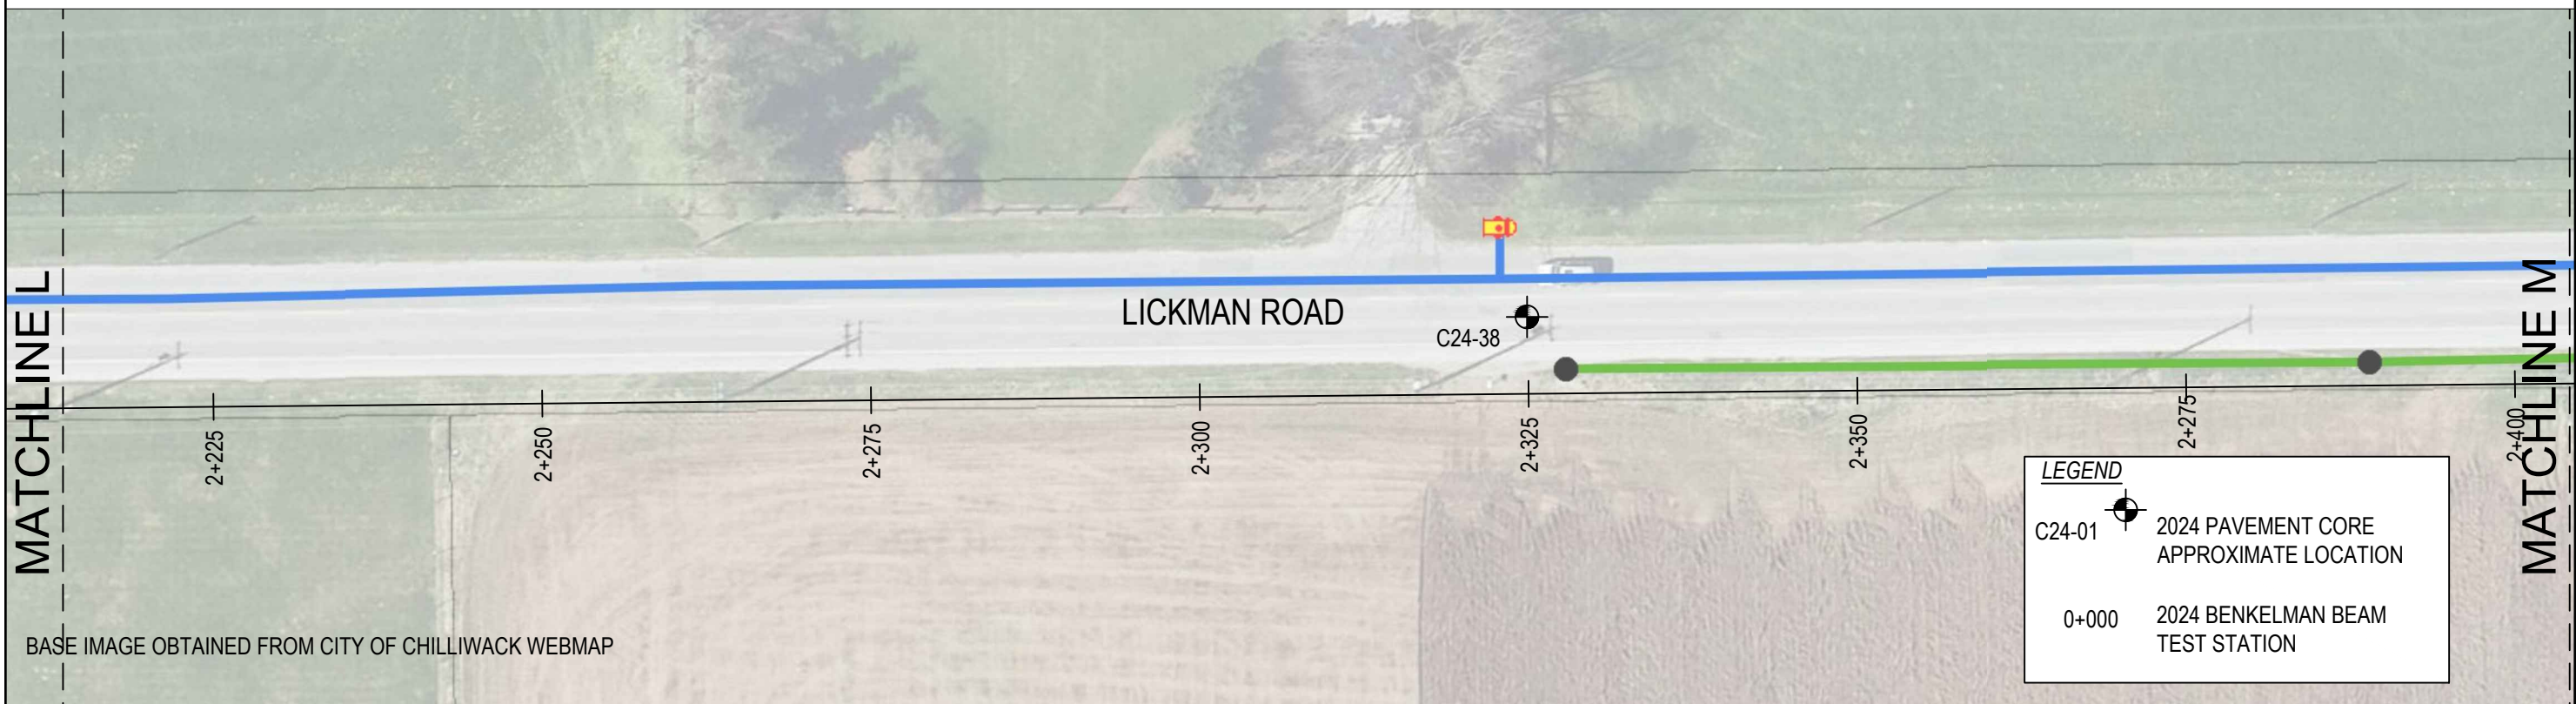 MATCHLINE L
LICKMAN ROAD
C24-38
MATCHLINE M
2+225
2+250
2+275
2+300
2+325
2+350
2+275
2+400
LEGEND
C24-01
2024 PAVEMENT CORE
APPROXIMATE LOCATION
0+000
2024 BENKELMAN BEAM
TEST STATION
BASE IMAGE OBTAINED FROM CITY OF CHILLIWACK WEBMAP